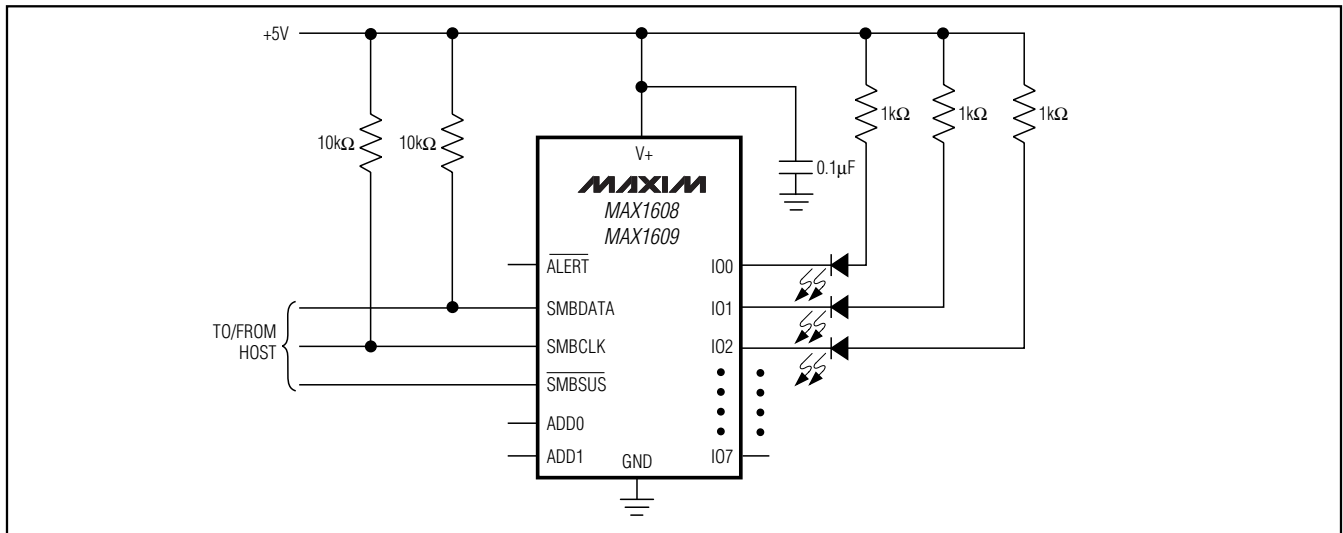 +5V
10kΩ
10kΩ
1kΩ
1kΩ
1kΩ
V+
0.1µF
MAXIM
MAX1608
MAX1609
ALERT
IO0
SMBDATA
IO1
TO/FROM
HOST
SMBCLK
IO2
SMBSUS
ADD0
ADD1
GND
IO7